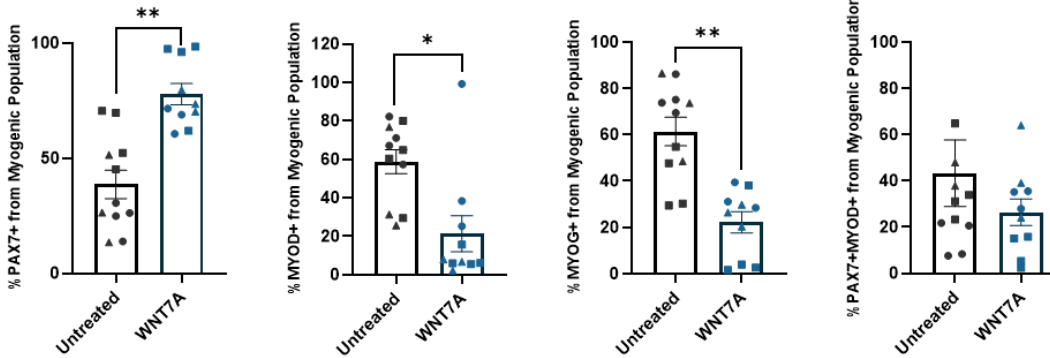 % PAX7+ from Myogenic Population
100
50
0
**
Untreated
WNT7A
% MYOD+ from Myogenic Population
120
100
80
60
40
20
0
*
Untreated
WNT7A
% MYOG+ from Myogenic Population
100
80
60
40
20
0
**
Untreated
WNT7A
% PAX7+MYOD+ from Myogenic Population
100
80
60
40
20
0
Untreated
WNT7A